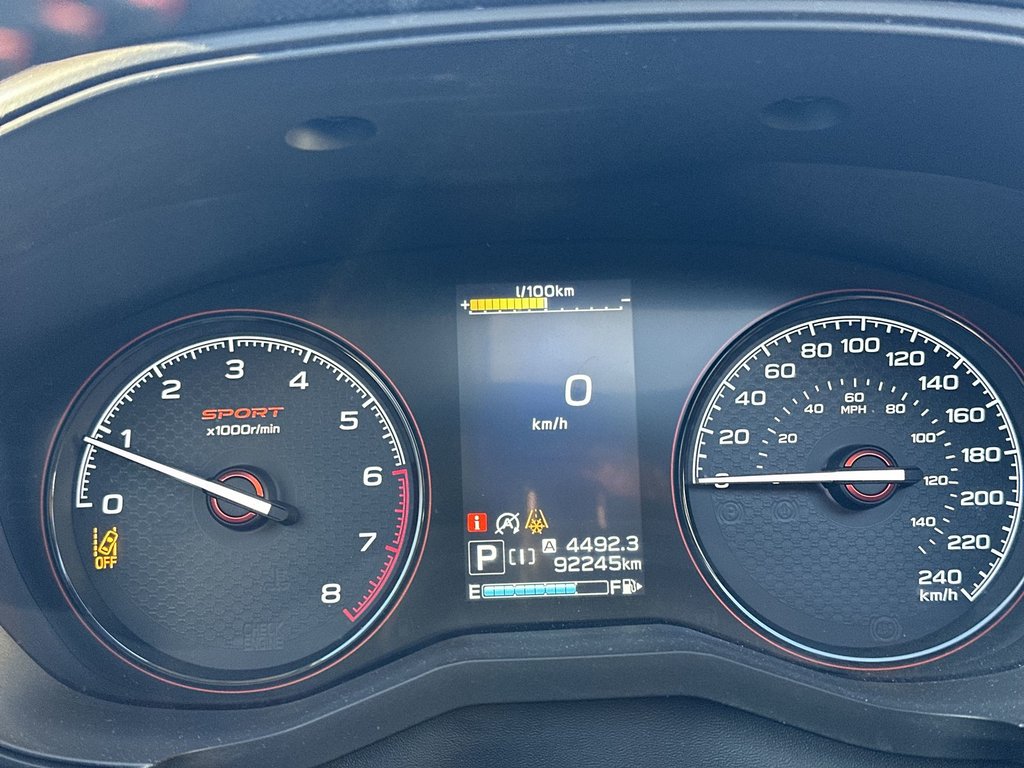 l/100km
+ −
0
km/h
i A
P [I] A 4492.3
92245km
E F
SPORT
x1000r/min
0 1 2 3 4 5 6 7 8
OFF
0 20 40 60 80 100 120 140 160 180 200 220 240
km/h
20 40 60 80 100 120 140
MPH